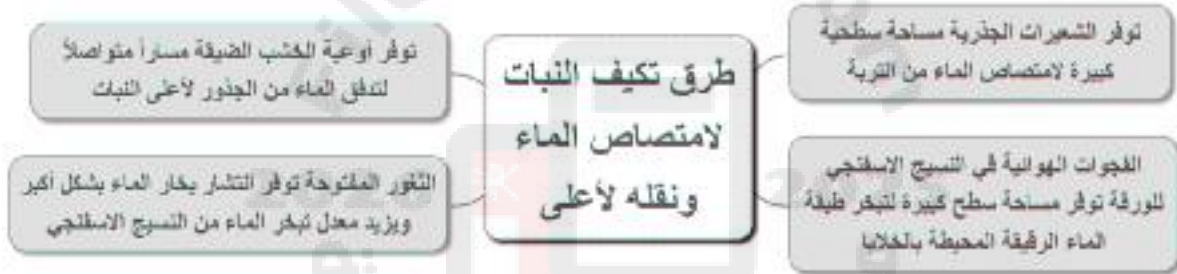 طرق تكيف النبات
لامتصاص الماء
ونقله لأعلى
توفر الشعيرات الجذرية مساحة سطحية
كبيرة لامتصاص الماء من التربة
توفر أوعية الخشب الضيقة مساراً متواصلاً
لتدفق الماء من الجذور لأعلى النبات
الفجوات الهوائية في النسيج الاسفنجي
للورقة توفر مساحة سطح كبيرة لتبخر طبقة
الماء الرقيقة المحيطة بالخلايا
الثغور المفتوحة توفر انتشار بخار الماء بشكل أكبر
ويزيد معدل تبخر الماء من النسيج الاسفنجي